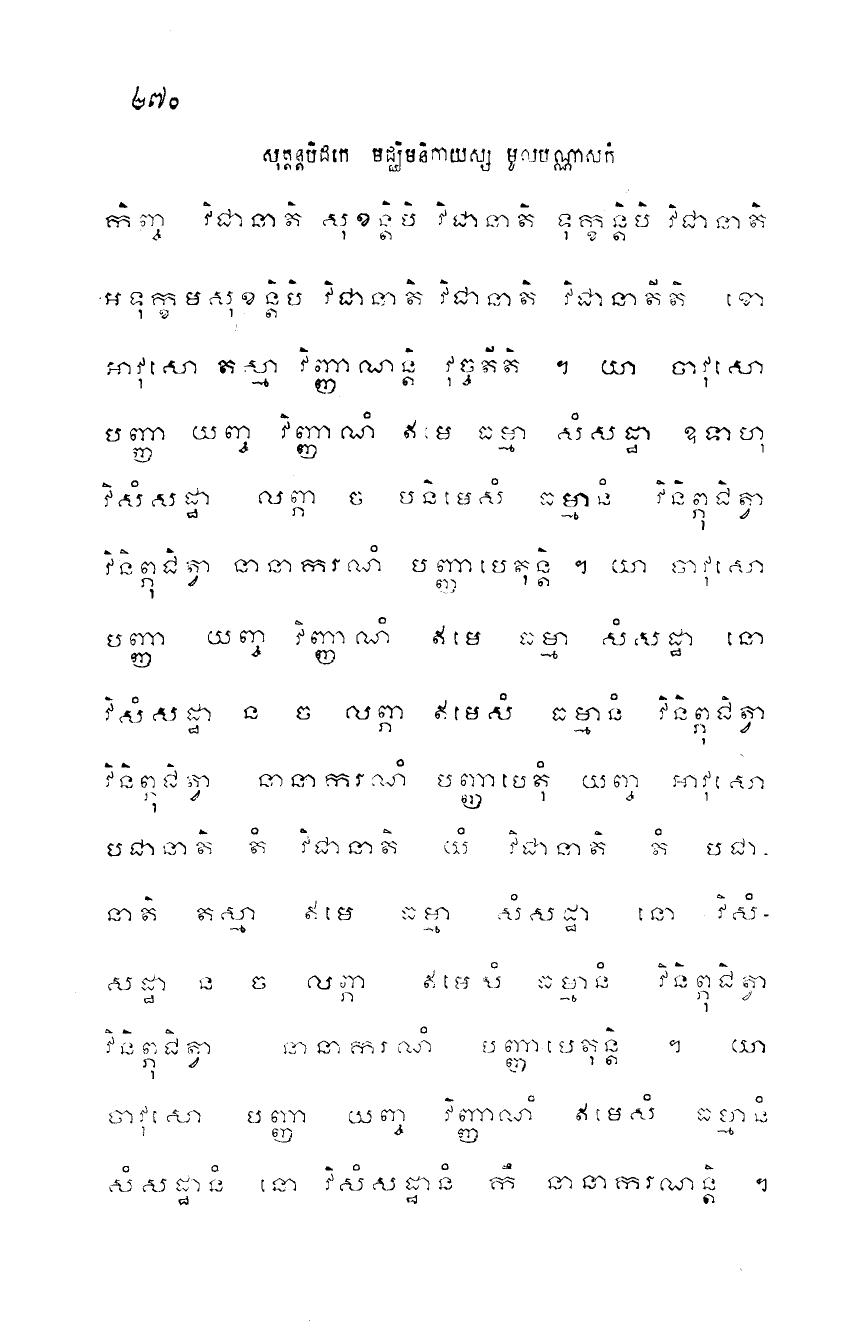 ២៧០
សុត្តន្តបិដកេ មជ្ឈិមនិកាយស្ស មូលបណ្ណាសកំ
កិញ្ច វិជានាតិ សុខន្តិបិ វិជានាតិ ទុក្ខន្តិបិ វិជានាតិ
អទុក្ខមសុខន្តិបិ វិជានាតិ វិជានាតិ វិជានាតីតិ ខោ
អាវុសោ តស្មា វិញ្ញាណន្តិ វុច្ចតីតិ ។ យា ចាវុសោ
បញ្ញា យញ្ច វិញ្ញាណំ ឥមេ ធម្មា សំសដ្ឋា ឧទាហុ
វិសំសដ្ឋា លព្ភា ច បនិមេសំ ធម្មានំ វិនិព្ភុជិត្វា
វិនិព្ភុជិត្វា នានាការណំ បញ្ញាបេតុន្តិ ។ យា ចាវុសោ
បញ្ញា យញ្ច វិញ្ញាណំ ឥមេ ធម្មា សំសដ្ឋា នោ
វិសំសដ្ឋា ន ច លព្ភា ឥមេសំ ធម្មានំ វិនិព្ភុជិត្វា
វិនិព្ភុជិត្វា នានាការណំ បញ្ញាបេតុំ យញ្ច អាវុសោ
បជានាតិ តំ វិជានាតិ យំ វិជានាតិ តំ បជា-
នាតិ តស្មា ឥមេ ធម្មា សំសដ្ឋា នោ វិសំ-
សដ្ឋា ន ច លព្ភា ឥមេសំ ធម្មានំ វិនិព្ភុជិត្វា
វិនិព្ភុជិត្វា នានាការណំ បញ្ញាបេតុន្តិ ។ យា
ចាវុសោ បញ្ញា យញ្ច វិញ្ញាណំ ឥមេសំ ធម្មានំ
សំសដ្ឋានំ នោ វិសំសដ្ឋានំ កឹ នានាករណន្តិ ។